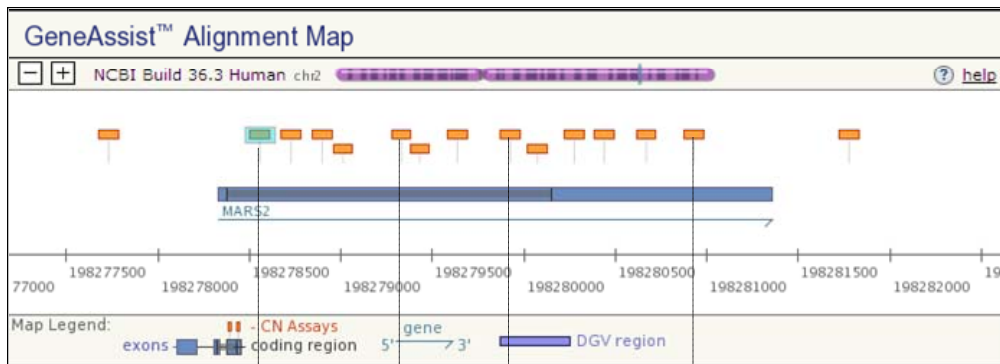 GeneAssist™ Alignment Map
− + NCBI Build 36.3 Human chr2 ? help
MARS2
198277500 198278500 198279500 198280500 198281500 19
77000 198278000 198279000 198280000 198281000 198282000
Map Legend: - CN Assays gene
exons coding region 5' 3' DGV region